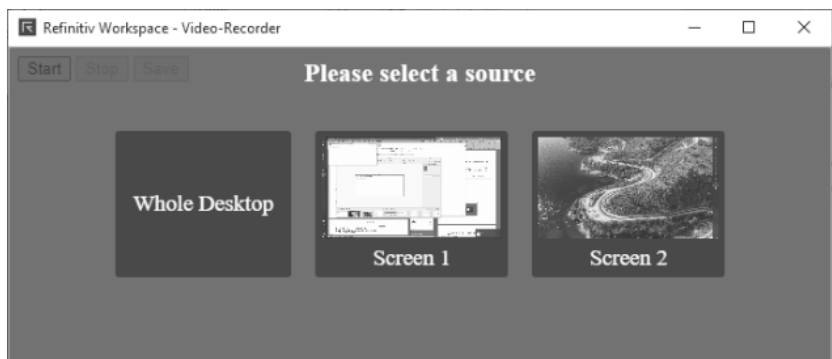 Refinitiv Workspace - Video-Recorder
Start Stop Save
Please select a source
Whole Desktop
Screen 1
Screen 2